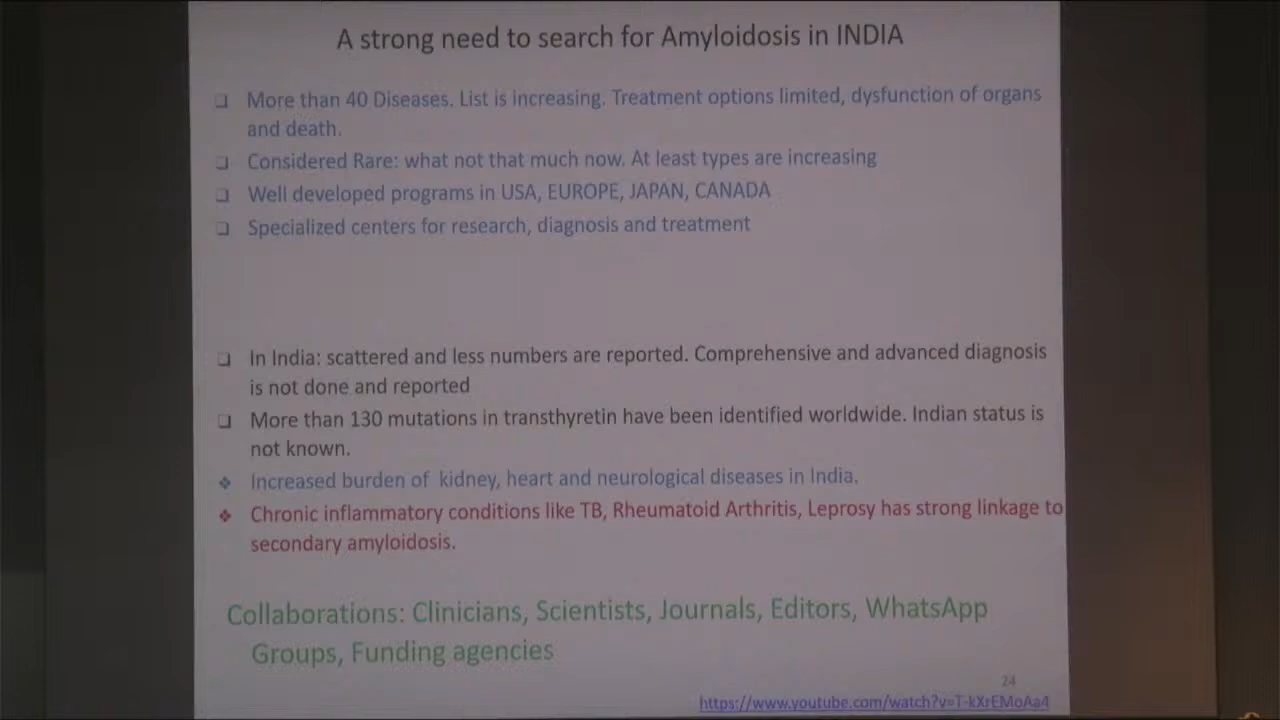 A strong need to search for Amyloidosis in INDIA
❑ More than 40 Diseases. List is increasing. Treatment options limited, dysfunction of organs
and death.
❑ Considered Rare: what not that much now. At least types are increasing
❑ Well developed programs in USA, EUROPE, JAPAN, CANADA
❑ Specialized centers for research, diagnosis and treatment
❑ In India: scattered and less numbers are reported. Comprehensive and advanced diagnosis
is not done and reported
❑ More than 130 mutations in transthyretin have been identified worldwide. Indian status is
not known.
❖ Increased burden of kidney, heart and neurological diseases in India.
❖ Chronic inflammatory conditions like TB, Rheumatoid Arthritis, Leprosy has strong linkage to
secondary amyloidosis.
Collaborations: Clinicians, Scientists, Journals, Editors, WhatsApp
Groups, Funding agencies
24
https://www.youtube.com/watch?v=T-kXrEMoAa4